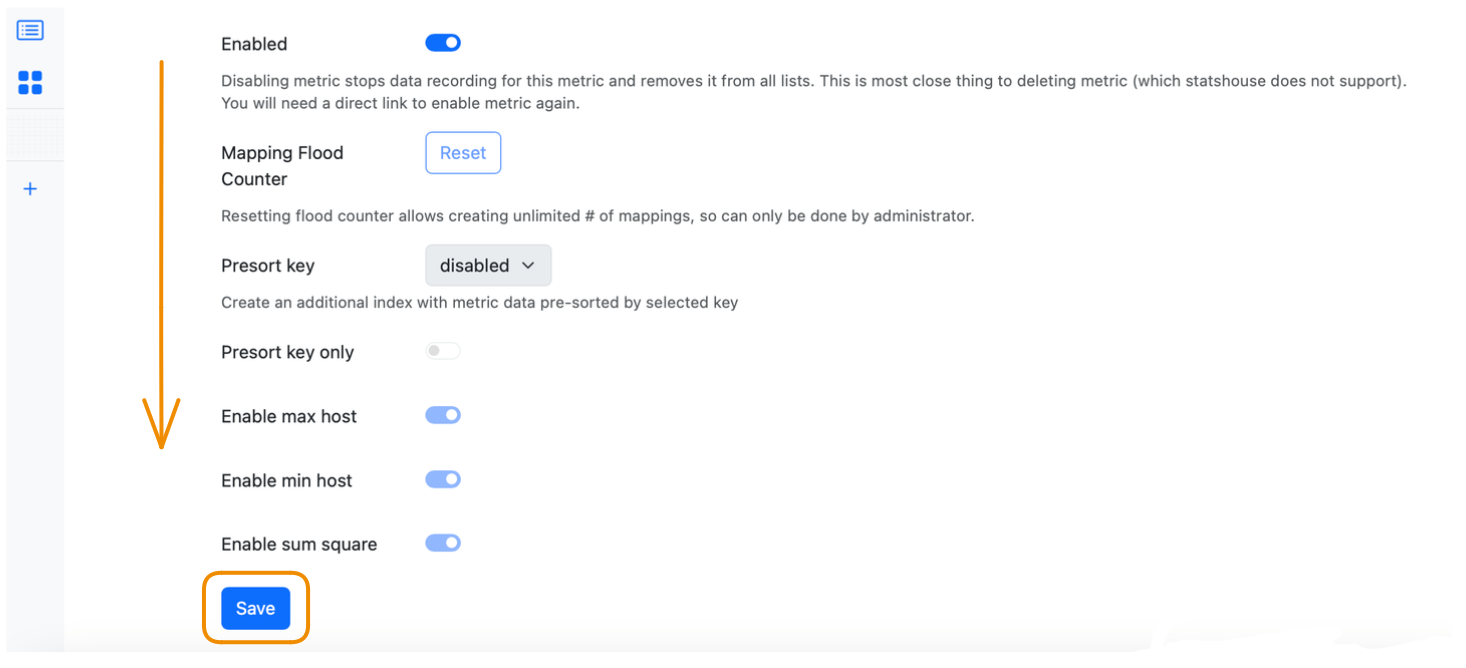 Enabled
Disabling metric stops data recording for this metric and removes it from all lists. This is most close thing to deleting metric (which statshouse does not support).
You will need a direct link to enable metric again.
Mapping Flood
Counter
Reset
Resetting flood counter allows creating unlimited # of mappings, so can only be done by administrator.
Presort key
disabled
Create an additional index with metric data pre-sorted by selected key
Presort key only
Enable max host
Enable min host
Enable sum square
Save